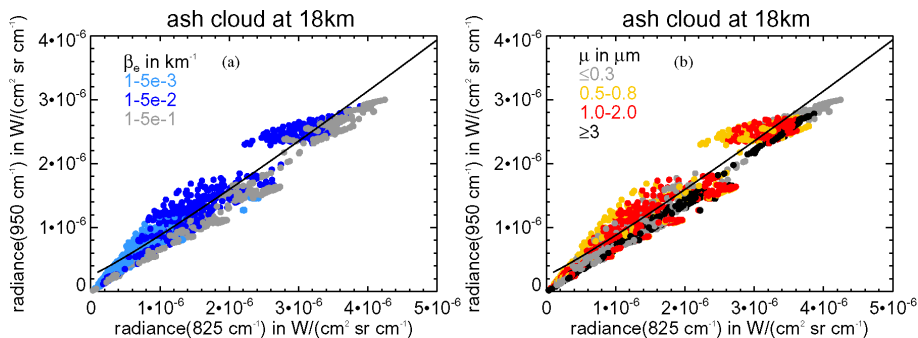 ash cloud at 18km
radiance(950 cm⁻¹) in W/(cm² sr cm⁻¹)
4•10⁻⁶
3•10⁻⁶
2•10⁻⁶
1•10⁻⁶
0
βₑ in km⁻¹
(a)
1-5e-3
1-5e-2
1-5e-1
0 1•10⁻⁶ 2•10⁻⁶ 3•10⁻⁶ 4•10⁻⁶ 5•10⁻⁶
radiance(825 cm⁻¹) in W/(cm² sr cm⁻¹)
ash cloud at 18km
radiance(950 cm⁻¹) in W/(cm² sr cm⁻¹)
4•10⁻⁶
3•10⁻⁶
2•10⁻⁶
1•10⁻⁶
0
μ in μm
(b)
≤0.3
0.5-0.8
1.0-2.0
≥3
0 1•10⁻⁶ 2•10⁻⁶ 3•10⁻⁶ 4•10⁻⁶ 5•10⁻⁶
radiance(825 cm⁻¹) in W/(cm² sr cm⁻¹)